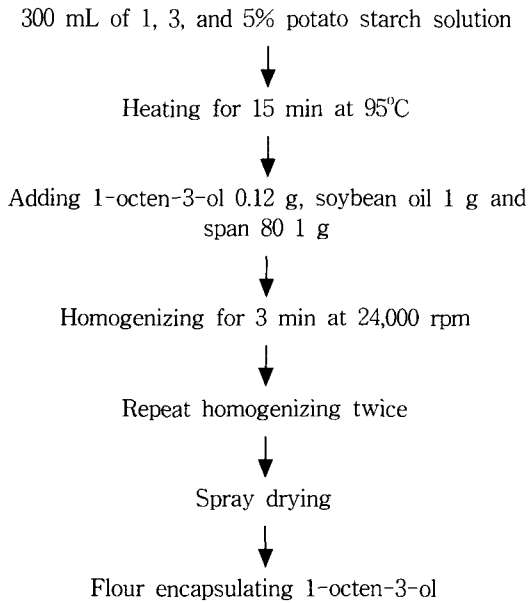 300 mL of 1, 3, and 5% potato starch solution
Heating for 15 min at 95°C
Adding 1-octen-3-ol 0.12 g, soybean oil 1 g and
span 80 1 g
Homogenizing for 3 min at 24,000 rpm
Repeat homogenizing twice
Spray drying
Flour encapsulating 1-octen-3-ol